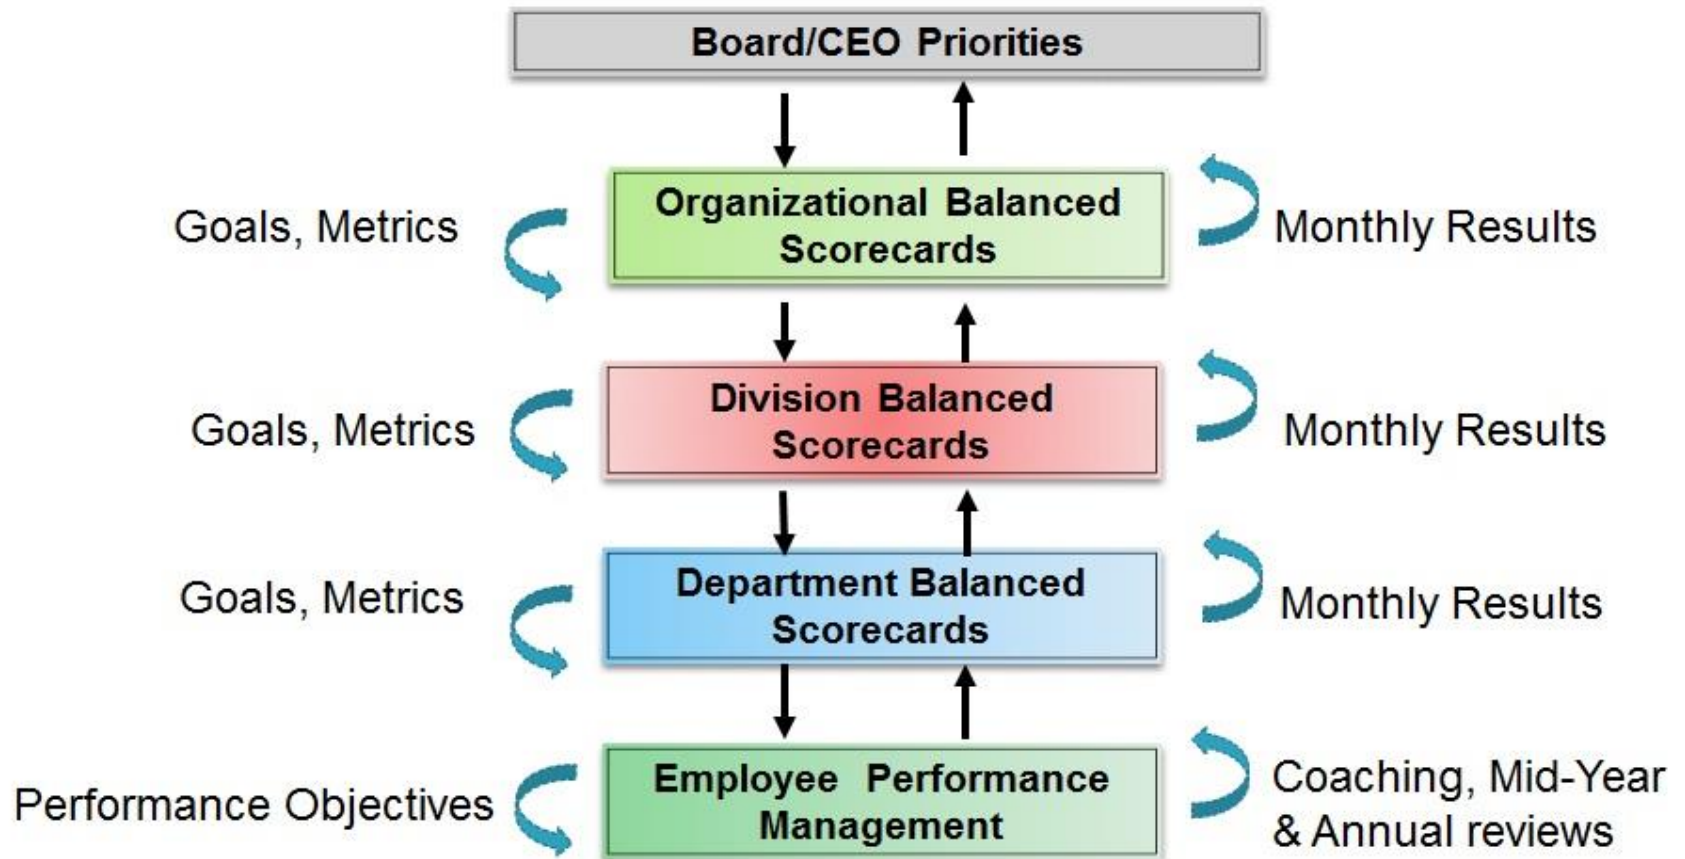 Board/CEO Priorities
Goals, Metrics
Organizational Balanced
Scorecards
Monthly Results
Goals, Metrics
Division Balanced
Scorecards
Monthly Results
Goals, Metrics
Department Balanced
Scorecards
Monthly Results
Performance Objectives
Employee Performance
Management
Coaching, Mid-Year
& Annual reviews